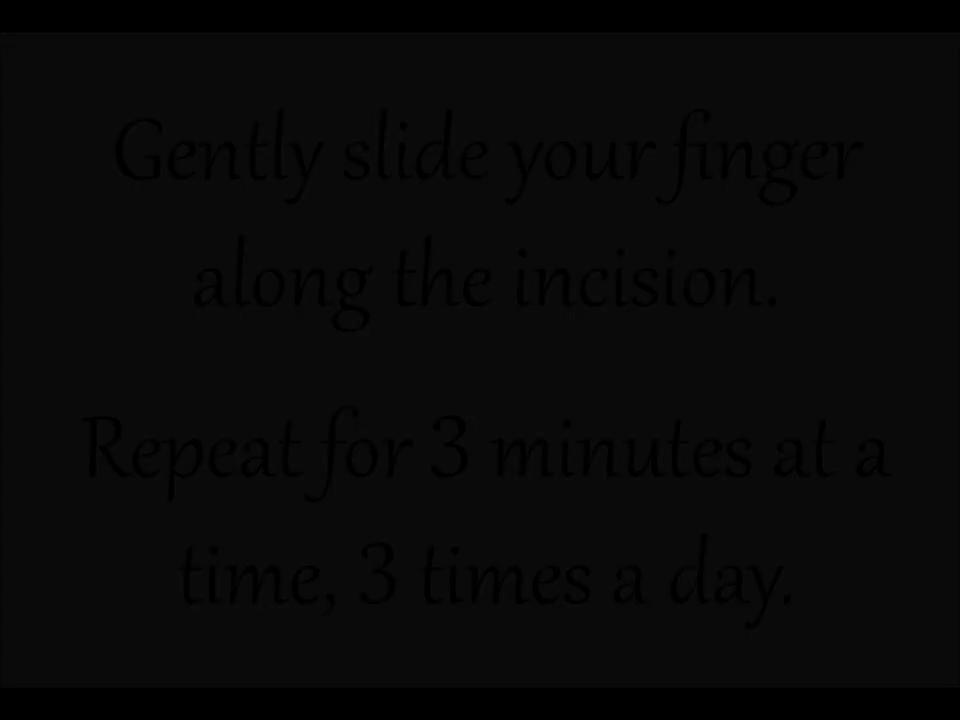 Gently slide your finger
along the incision.
Repeat for 3 minutes at a
time, 3 times a day.